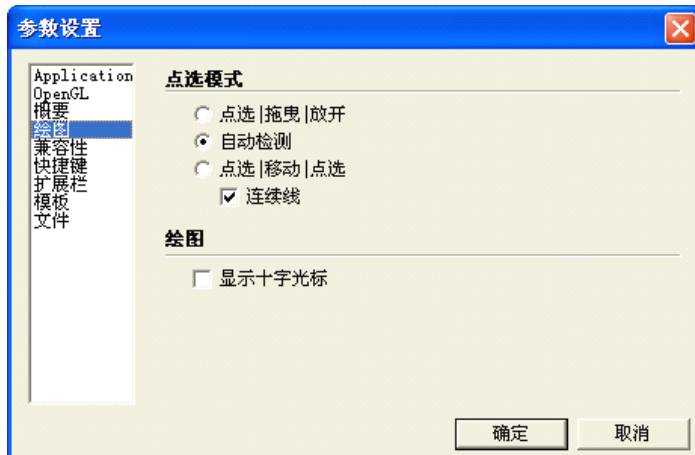 参数设置
Application
OpenGL
概要
绘图
兼容性
快捷键
扩展栏
模板
文件
点选模式
点选|拖曳|放开
自动检测
点选|移动|点选
连续线
绘图
显示十字光标
确定
取消